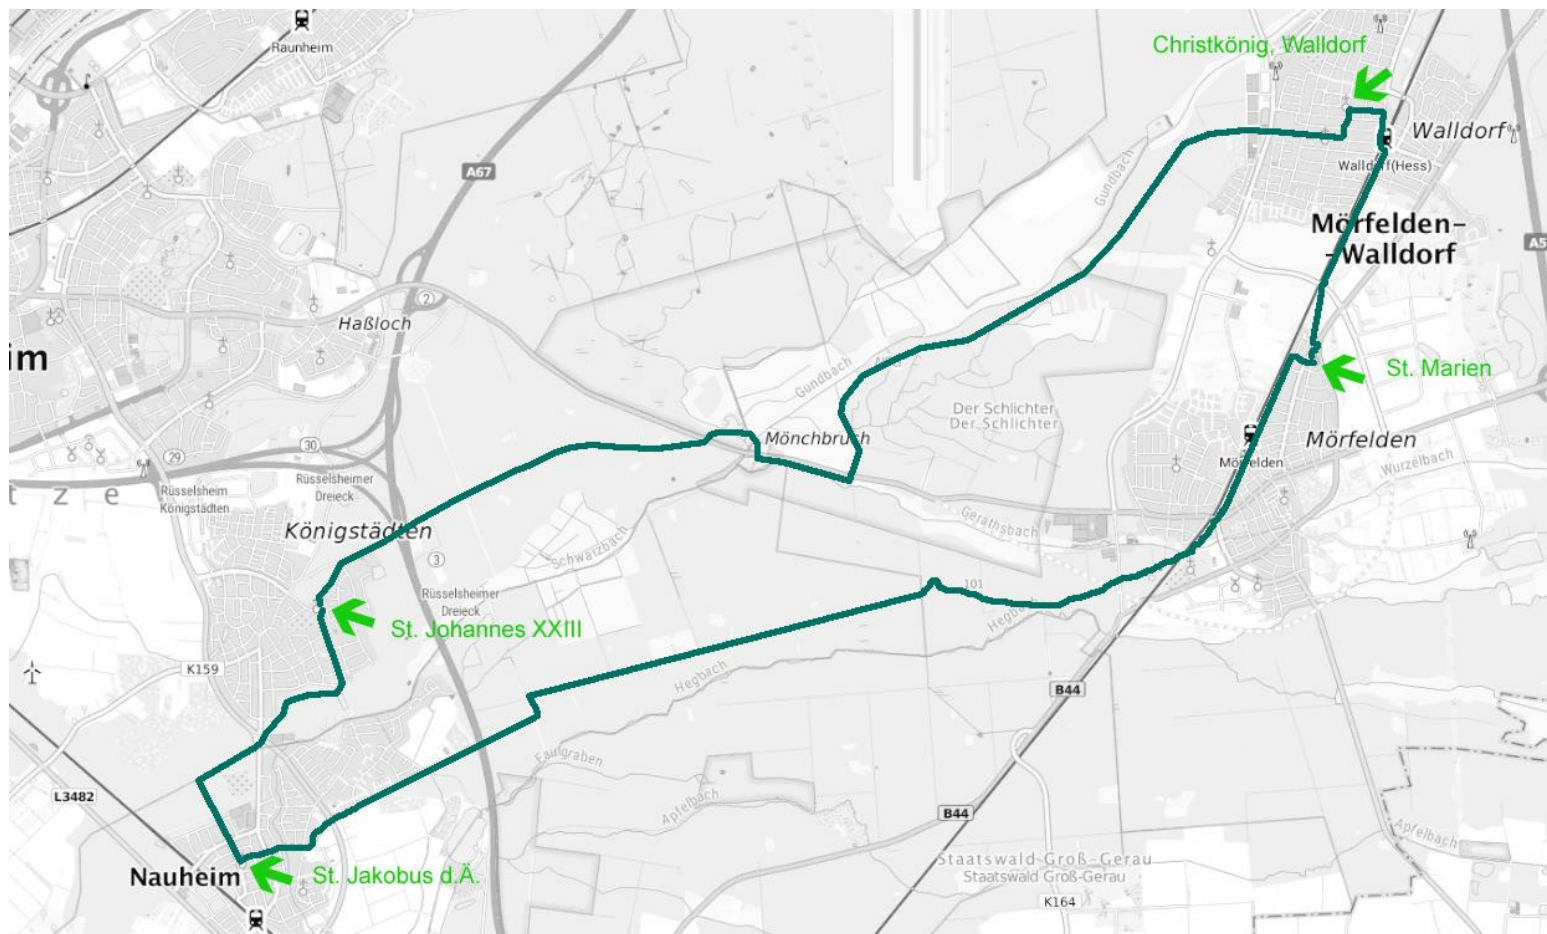 Raunheim
Christkönig, Walldorf
Walldorf
Walldorf(Hess)
A67
Gundbach
Mörfelden-
-Walldorf
A5
2
Haßloch
im
Gundbach
St. Marien
Der Schlichter
Der Schlichter
Mönchbruch
Mörfelden
Mörfelden
Wurzelbach
30
29
Rüsselsheimer
Dreieck
Rüsselsheim
Königstädten
tze
Königstädten
Gerathsbach
Schwarzbach
3
Rüsselsheimer
Dreieck
101
Hegbach
St. Johannes XXIII
K159
Hegbach
B44
Faulgraben
L3482
Apfelbach
B44
Apfelbach
Nauheim
St. Jakobus d.Ä.
Staatswald Groß-Gerau
Staatswald Groß-Gerau
K164